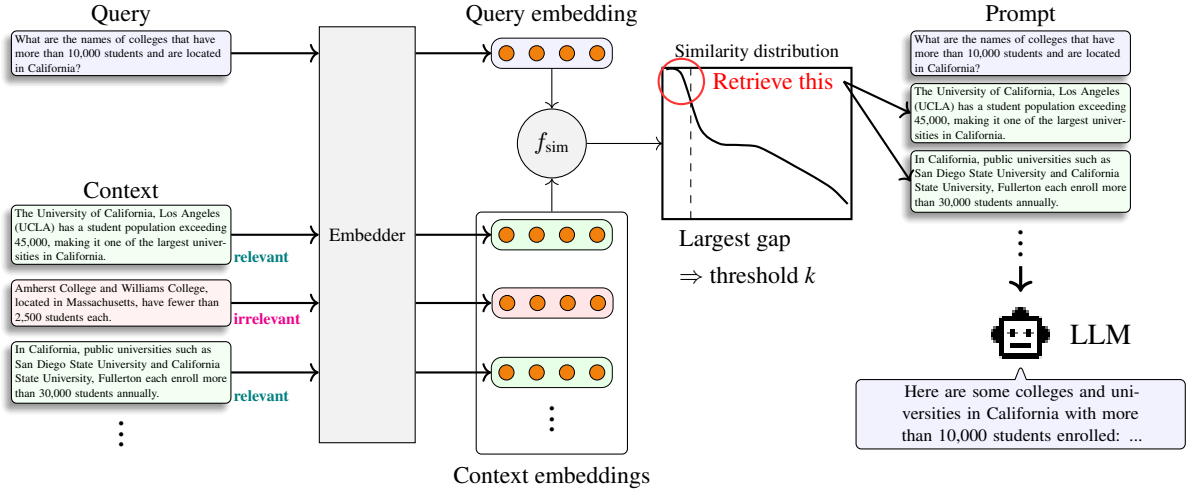 Query
What are the names of colleges that have
more than 10,000 students and are located
in California?
Context
The University of California, Los Angeles
(UCLA) has a student population exceeding
45,000, making it one of the largest univer-
sities in California.
relevant
Amherst College and Williams College,
located in Massachusetts, have fewer than
2,500 students each.
irrelevant
In California, public universities such as
San Diego State University and California
State University, Fullerton each enroll more
than 30,000 students annually.
relevant
Embedder
Query embedding
f_sim
Context embeddings
Similarity distribution
Retrieve this
Largest gap
⇒ threshold k
Prompt
What are the names of colleges that have
more than 10,000 students and are located
in California?
The University of California, Los Angeles
(UCLA) has a student population exceeding
45,000, making it one of the largest univer-
sities in California.
In California, public universities such as
San Diego State University and California
State University, Fullerton each enroll more
than 30,000 students annually.
LLM
Here are some colleges and uni-
versities in California with more
than 10,000 students enrolled: ...